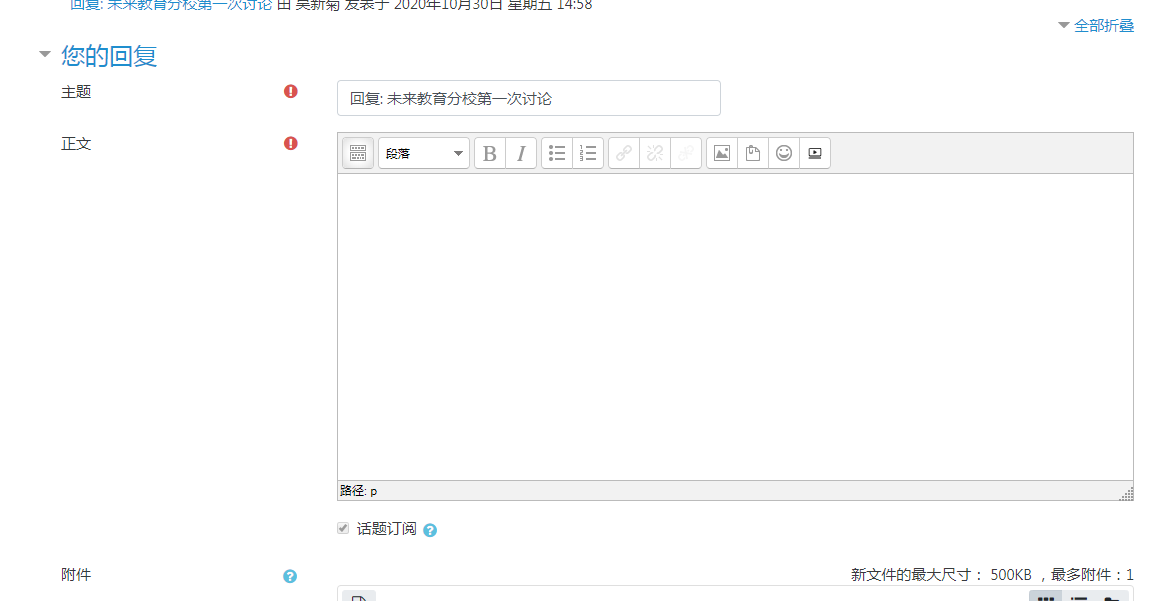 回复: 未来教育分校第一次讨论 由 吴新菊 发表于 2020年10月30日 星期五 14:58
全部折叠
您的回复
主题
回复: 未来教育分校第一次讨论
正文
段落
B I
路径: p
话题订阅
附件
新文件的最大尺寸： 500KB ，最多附件：1